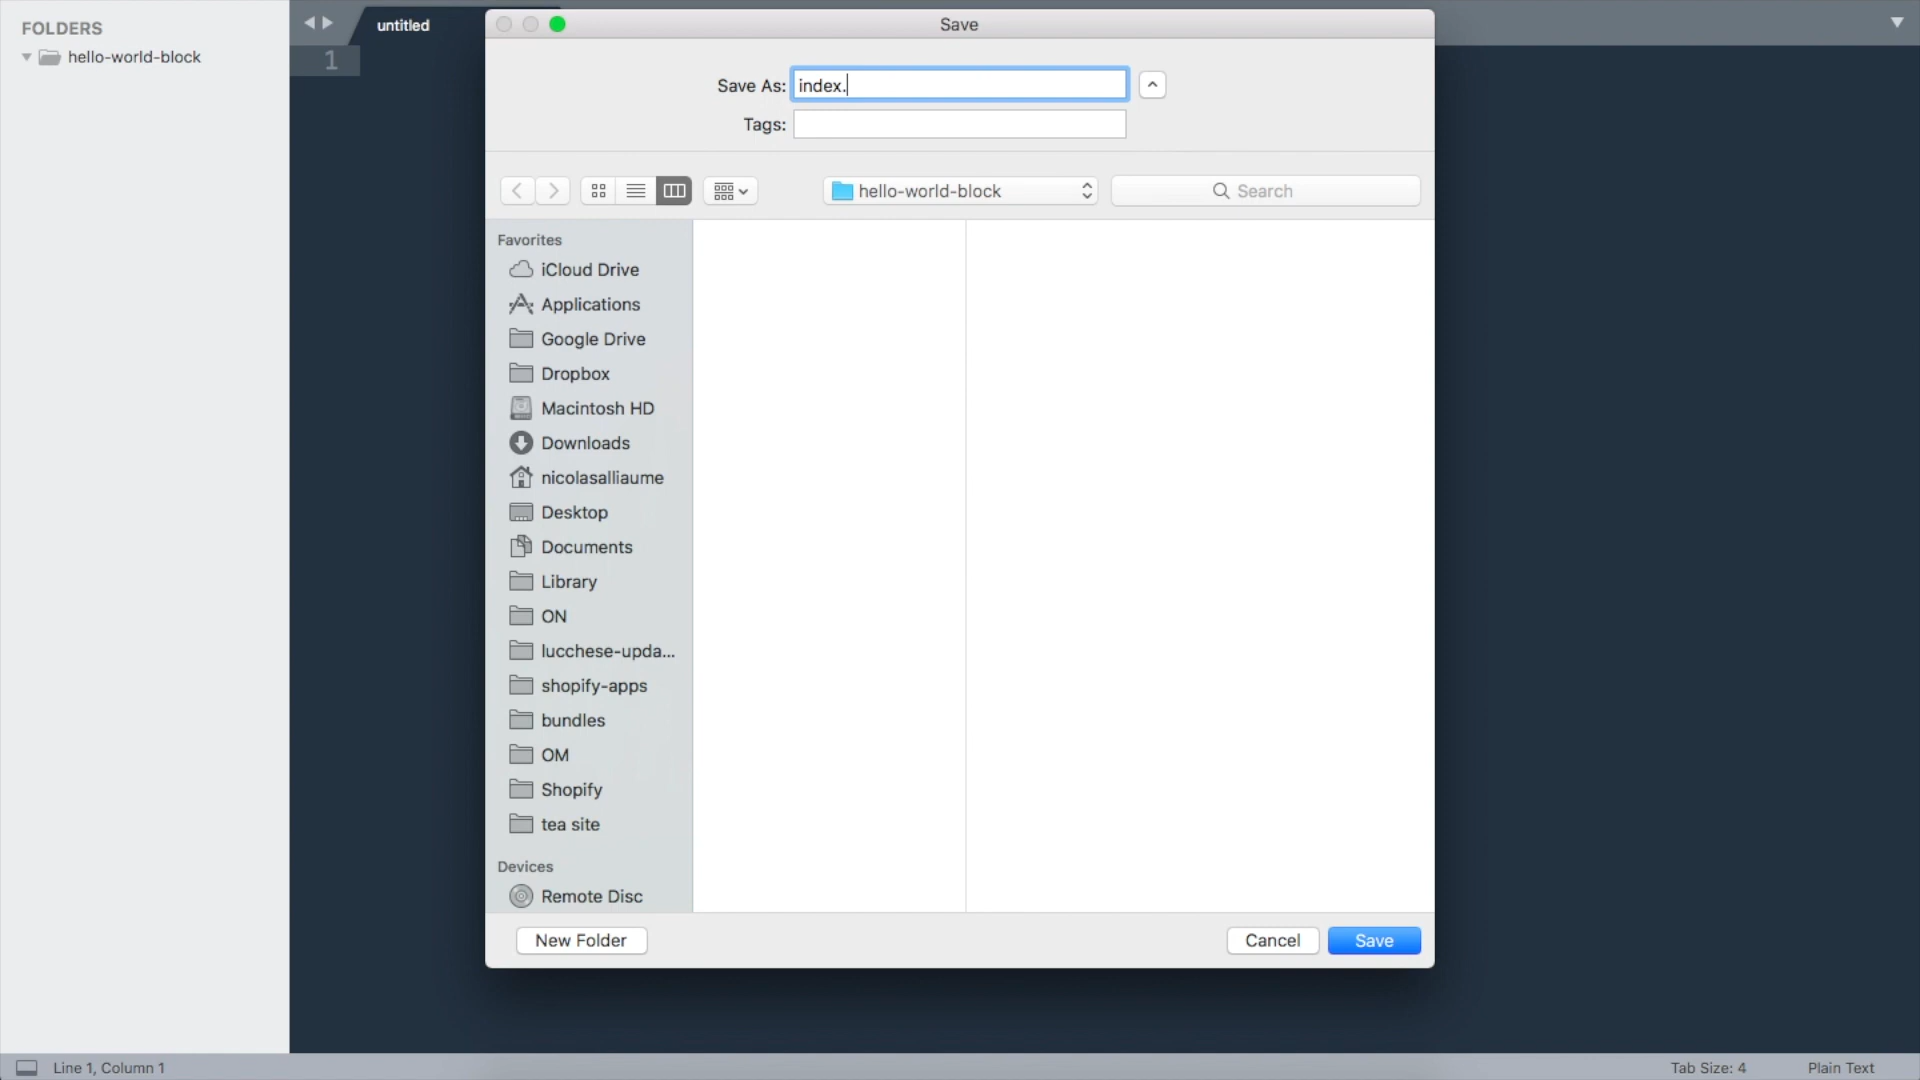 FOLDERS
hello-world-block
untitled
1
Save
Save As: index.
Tags:
hello-world-block
Search
Favorites
iCloud Drive
Applications
Google Drive
Dropbox
Macintosh HD
Downloads
nicolasalliaume
Desktop
Documents
Library
ON
lucchese-upda...
shopify-apps
bundles
OM
Shopify
tea site
Devices
Remote Disc
New Folder
Cancel
Save
Line 1, Column 1
Tab Size: 4
Plain Text